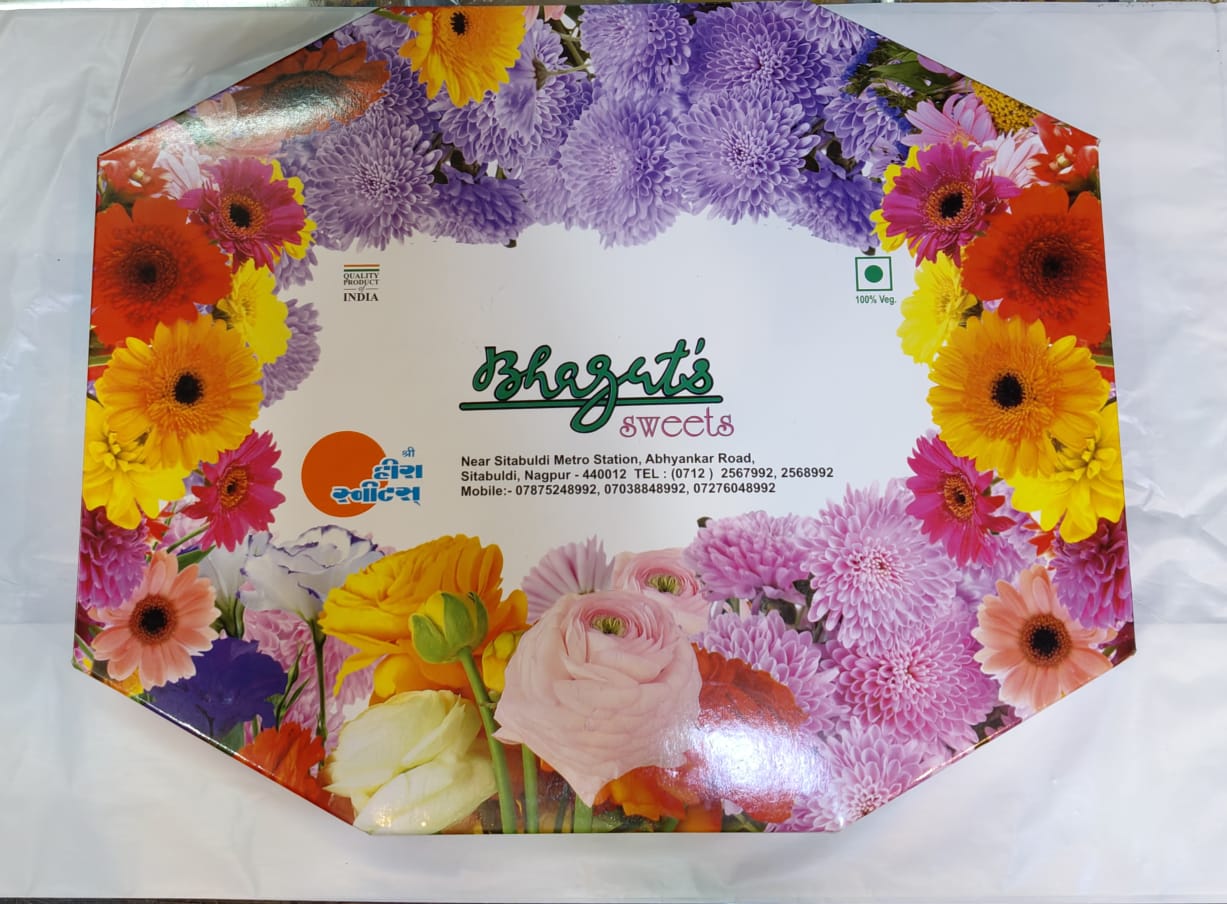 QUALITY
PRODUCT
of
INDIA
100% Veg.
Bhagat's
sweets
श्री
हीरा
स्वीटस्
Near Sitabuldi Metro Station, Abhyankar Road,
Sitabuldi, Nagpur - 440012 TEL : (0712 ) 2567992, 2568992
Mobile:- 07875248992, 07038848992, 07276048992